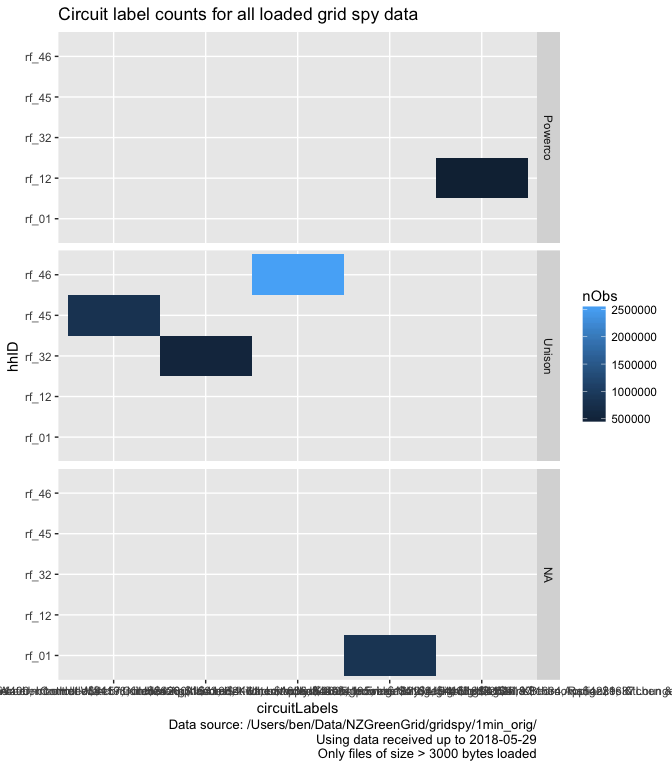 Circuit label counts for all loaded grid spy data
rf_46
rf_45
rf_32
rf_12
rf_01
Powerco
rf_46
rf_45
rf_32
rf_12
rf_01
Unison
rf_46
rf_45
rf_32
rf_12
rf_01
NA
hhID
nObs
2500000
2000000
1500000
1000000
500000
circuitLabels
Data source: /Users/ben/Data/NZGreenGrid/gridspy/1min_orig/
Using data received up to 2018-05-29
Only files of size > 3000 bytes loaded